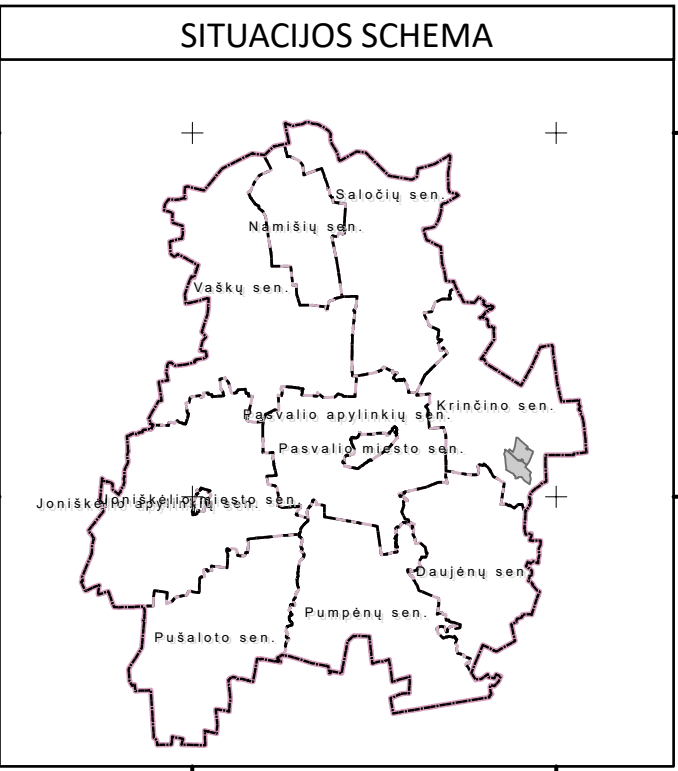 SITUACIJOS SCHEMA
Saločių sen.
Namišių sen.
Vaškų sen.
Krinčino sen.
Pasvalio apylinkių sen.
Pasvalio miesto sen.
Joniškėlio miesto sen.
Joniškėlio apylinkių sen.
Daujėnų sen.
Pumpėnų sen.
Pušaloto sen.